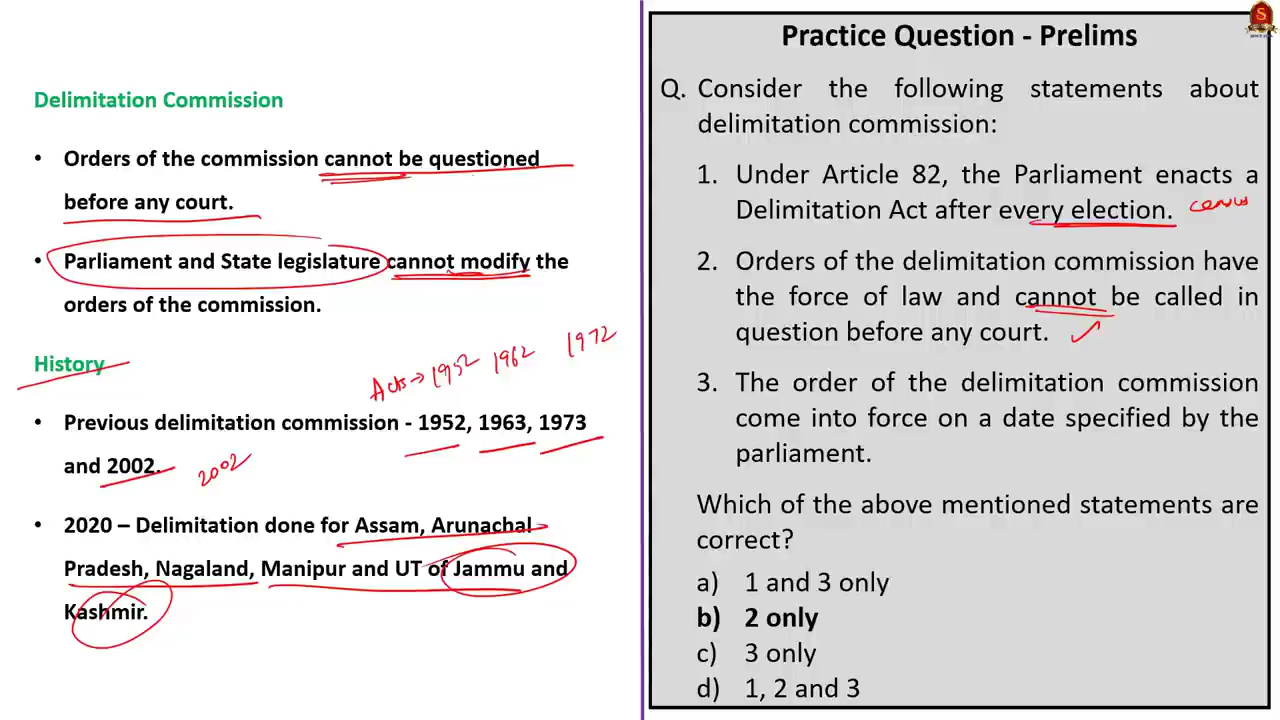 Delimitation Commission
• Orders of the commission cannot be questioned
before any court.
• Parliament and State legislature cannot modify the
orders of the commission.
Acts → 1952 1962 1972
History
• Previous delimitation commission - 1952, 1963, 1973
and 2002.
2002
• 2020 – Delimitation done for Assam, Arunachal
Pradesh, Nagaland, Manipur and UT of Jammu and
Kashmir.
Practice Question - Prelims
Q. Consider the following statements about
delimitation commission:
1. Under Article 82, the Parliament enacts a
Delimitation Act after every election.
census
2. Orders of the delimitation commission have
the force of law and cannot be called in
question before any court.
3. The order of the delimitation commission
come into force on a date specified by the
parliament.
Which of the above mentioned statements are
correct?
a) 1 and 3 only
b) 2 only
c) 3 only
d) 1, 2 and 3